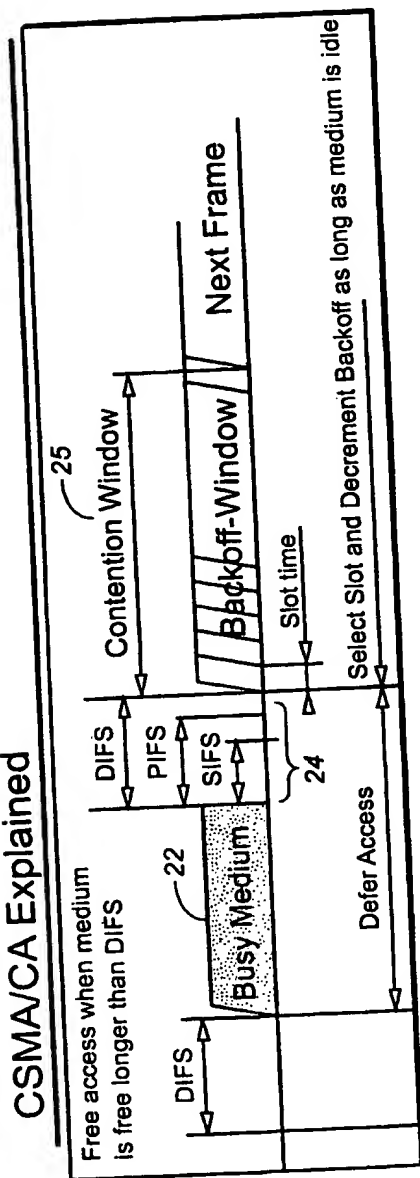 CSMA/CA Explained
Free access when medium
is free longer than DIFS
DIFS
DIFS
PIFS
SIFS
24
22
Busy Medium
25
Contention Window
Backoff-Window
Next Frame
Slot time
Defer Access
Select Slot and Decrement Backoff as long as medium is idle